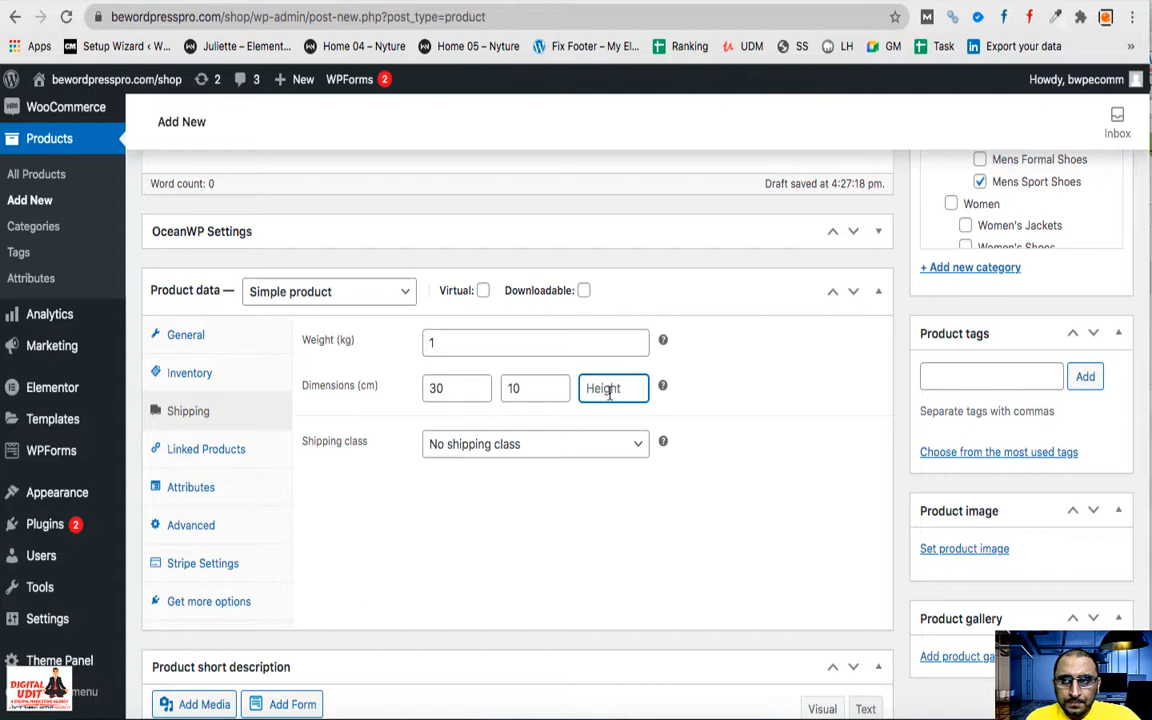 bewordpresspro.com/shop/wp-admin/post-new.php?post_type=product
Apps
CM Setup Wizard ‹ W...
Juliette – Element...
Home 04 – Nyture
Home 05 – Nyture
Fix Footer – My El...
Ranking
UDM
SS
LH
GM
Task
Export your data
»
bewordpresspro.com/shop
2
3
New
WPForms 2
Howdy, bwpecomm
WooCommerce
Products
All Products
Add New
Categories
Tags
Attributes
Analytics
Marketing
Elementor
Templates
WPForms
Appearance
Plugins 2
Users
Tools
Settings
Theme Panel
menu
DIGITAL
UDIT
Add New
Inbox
Word count: 0
Draft saved at 4:27:18 pm.
OceanWP Settings
Product data — Simple product
Virtual:
Downloadable:
General
Inventory
Shipping
Linked Products
Attributes
Advanced
Stripe Settings
Get more options
Weight (kg)
1
Dimensions (cm)
30
10
Height
Shipping class
No shipping class
Product short description
Add Media
Add Form
Visual
Text
Mens Formal Shoes
Mens Sport Shoes
Women
Women's Jackets
Women's Shoes
+ Add new category
Product tags
Add
Separate tags with commas
Choose from the most used tags
Product image
Set product image
Product gallery
Add product ga